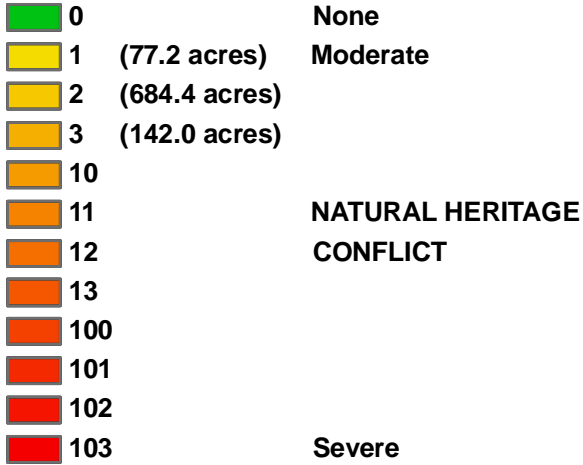 0 None
1 (77.2 acres) Moderate
2 (684.4 acres)
3 (142.0 acres)
10
11 NATURAL HERITAGE
12 CONFLICT
13
100
101
102
103 Severe